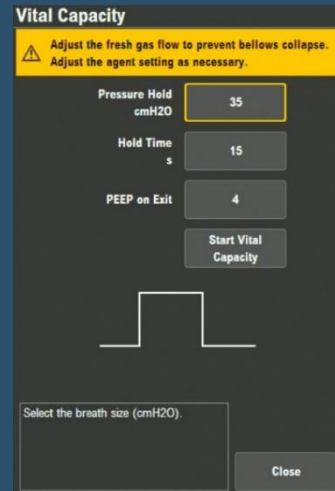 Vital Capacity
Adjust the fresh gas flow to prevent bellows collapse.
Adjust the agent setting as necessary.
Pressure Hold
cmH2O
35
Hold Time
s
15
PEEP on Exit
4
Start Vital
Capacity
Select the breath size (cmH2O).
Close